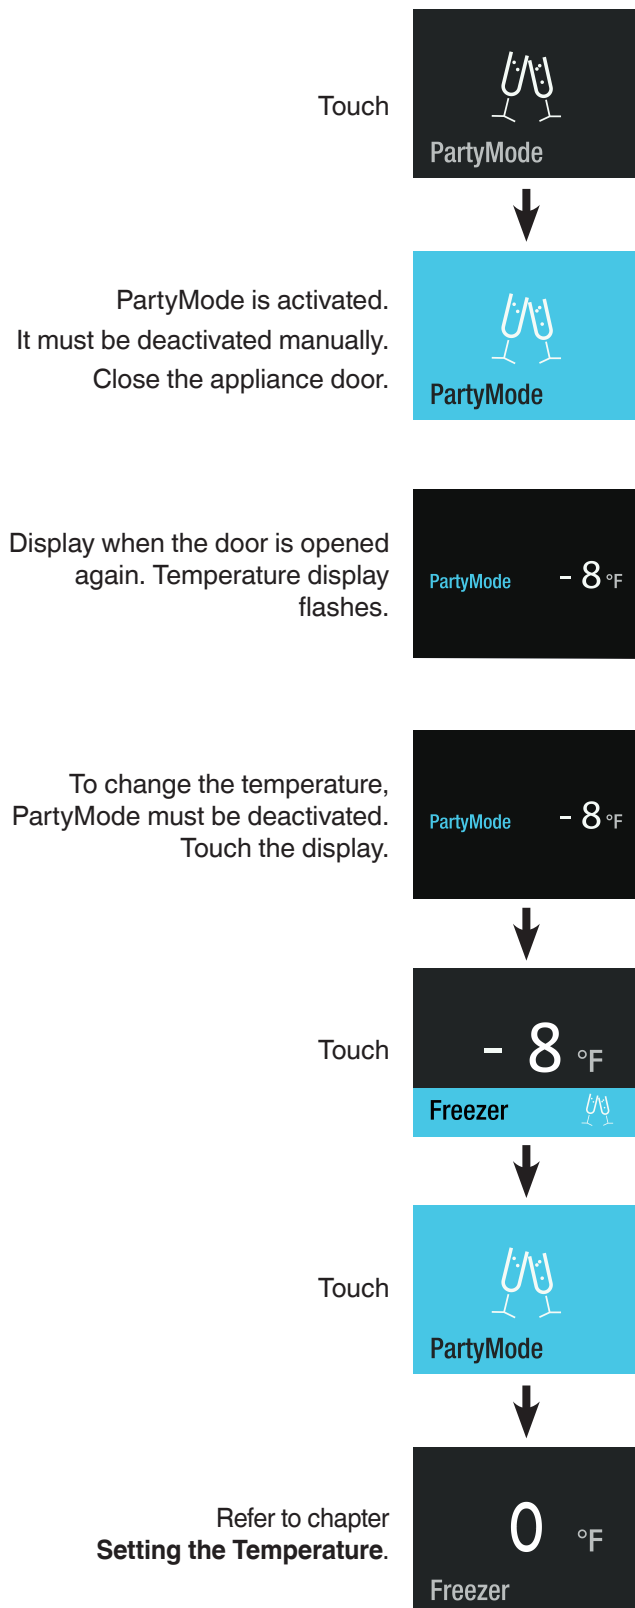 Touch
PartyMode
PartyMode is activated.
It must be deactivated manually.
Close the appliance door.
PartyMode
Display when the door is opened
again. Temperature display
flashes.
PartyMode - 8 °F
To change the temperature,
PartyMode must be deactivated.
Touch the display.
PartyMode - 8 °F
Touch
- 8 °F
Freezer
Touch
PartyMode
Refer to chapter
Setting the Temperature.
0 °F
Freezer